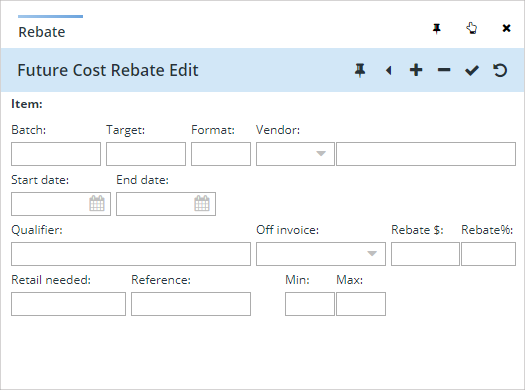 Rebate
Future Cost Rebate Edit
Item:
Batch: Target: Format: Vendor:
Start date: End date:
Qualifier: Off invoice: Rebate $: Rebate%:
Retail needed: Reference: Min: Max: